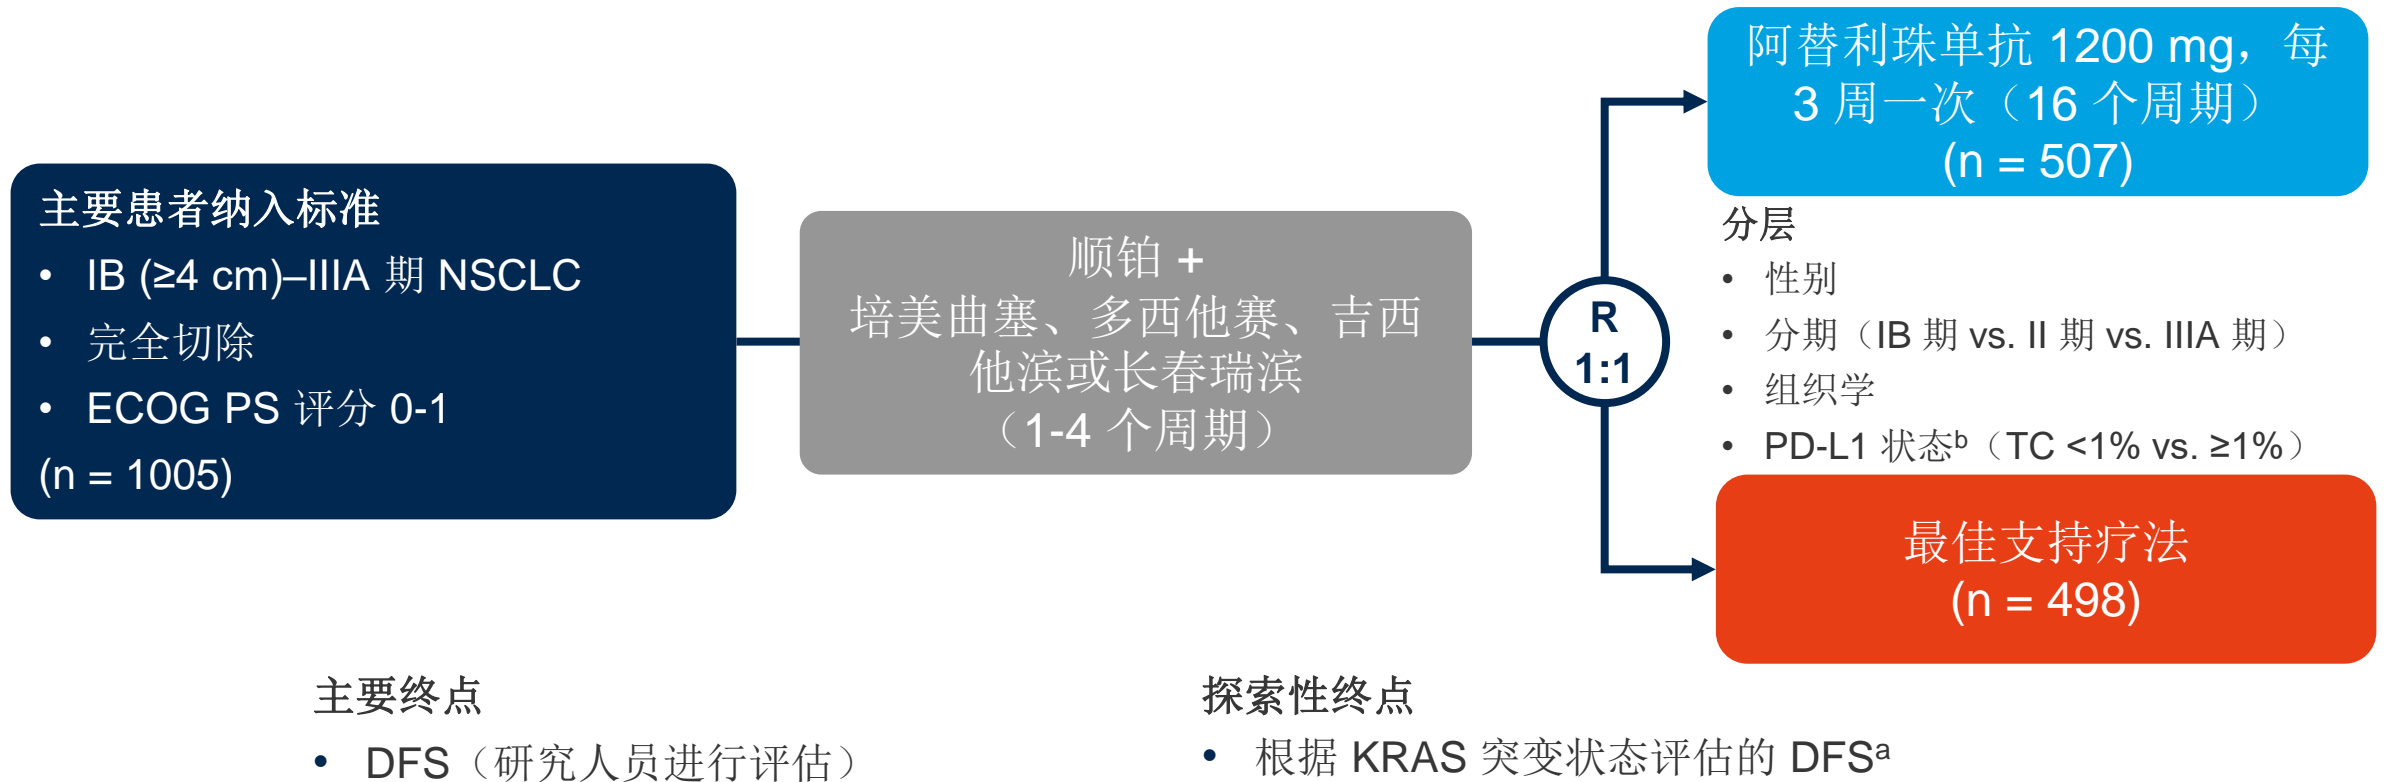 主要患者纳入标准
• IB (≥4 cm)–IIIA 期 NSCLC
• 完全切除
• ECOG PS 评分 0-1
(n = 1005)
顺铂 +
培美曲塞、多西他赛、吉西
他滨或长春瑞滨
（1-4 个周期）
R
1:1
阿替利珠单抗 1200 mg，每
3 周一次（16 个周期）
(n = 507)
分层
• 性别
• 分期（IB 期 vs. II 期 vs. IIIA 期）
• 组织学
• PD-L1 状态ᵇ（TC <1% vs. ≥1%）
最佳支持疗法
(n = 498)
主要终点
• DFS（研究人员进行评估）
探索性终点
• 根据 KRAS 突变状态评估的 DFSᵃ